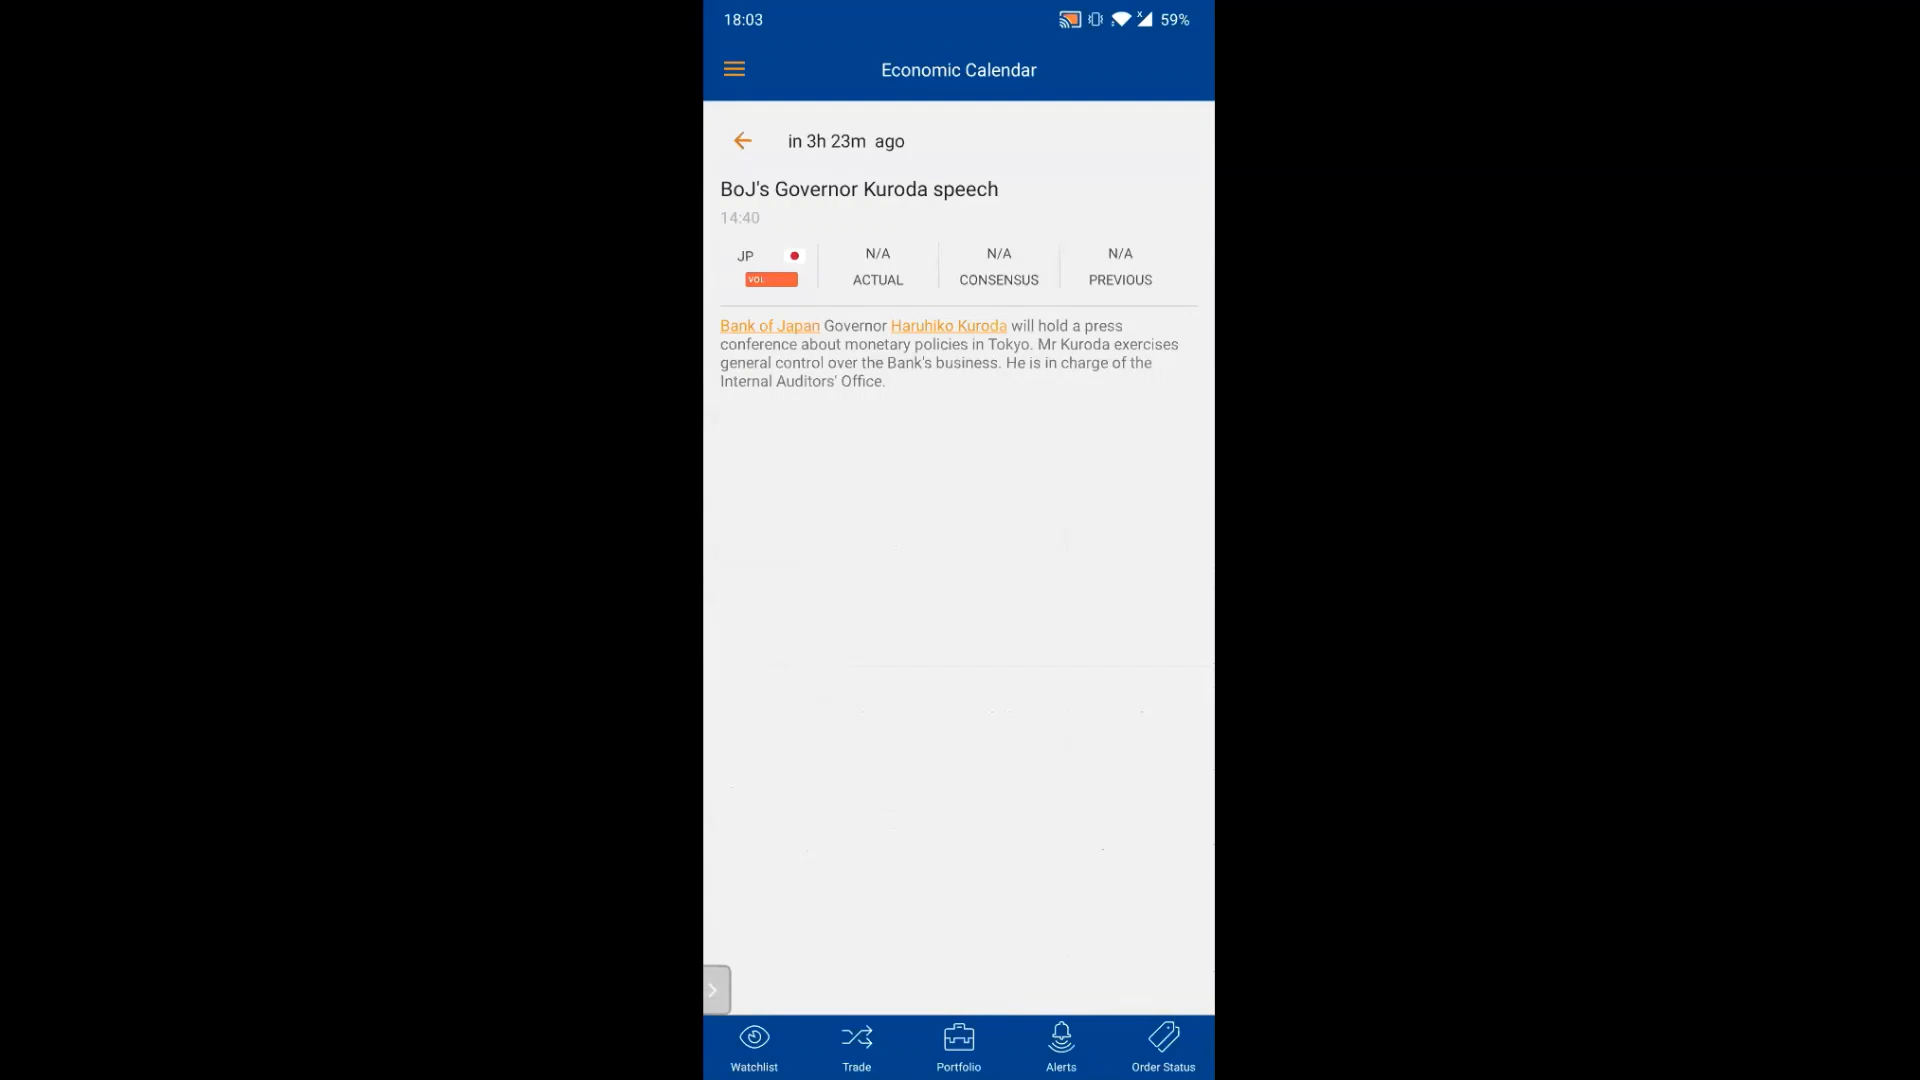 18:03
59%
Economic Calendar
in 3h 23m ago
BoJ's Governor Kuroda speech
14:40
JP
VOL
N/A
ACTUAL
N/A
CONSENSUS
N/A
PREVIOUS
Bank of Japan Governor Haruhiko Kuroda will hold a press
conference about monetary policies in Tokyo. Mr Kuroda exercises
general control over the Bank's business. He is in charge of the
Internal Auditors' Office.
Watchlist
Trade
Portfolio
Alerts
Order Status